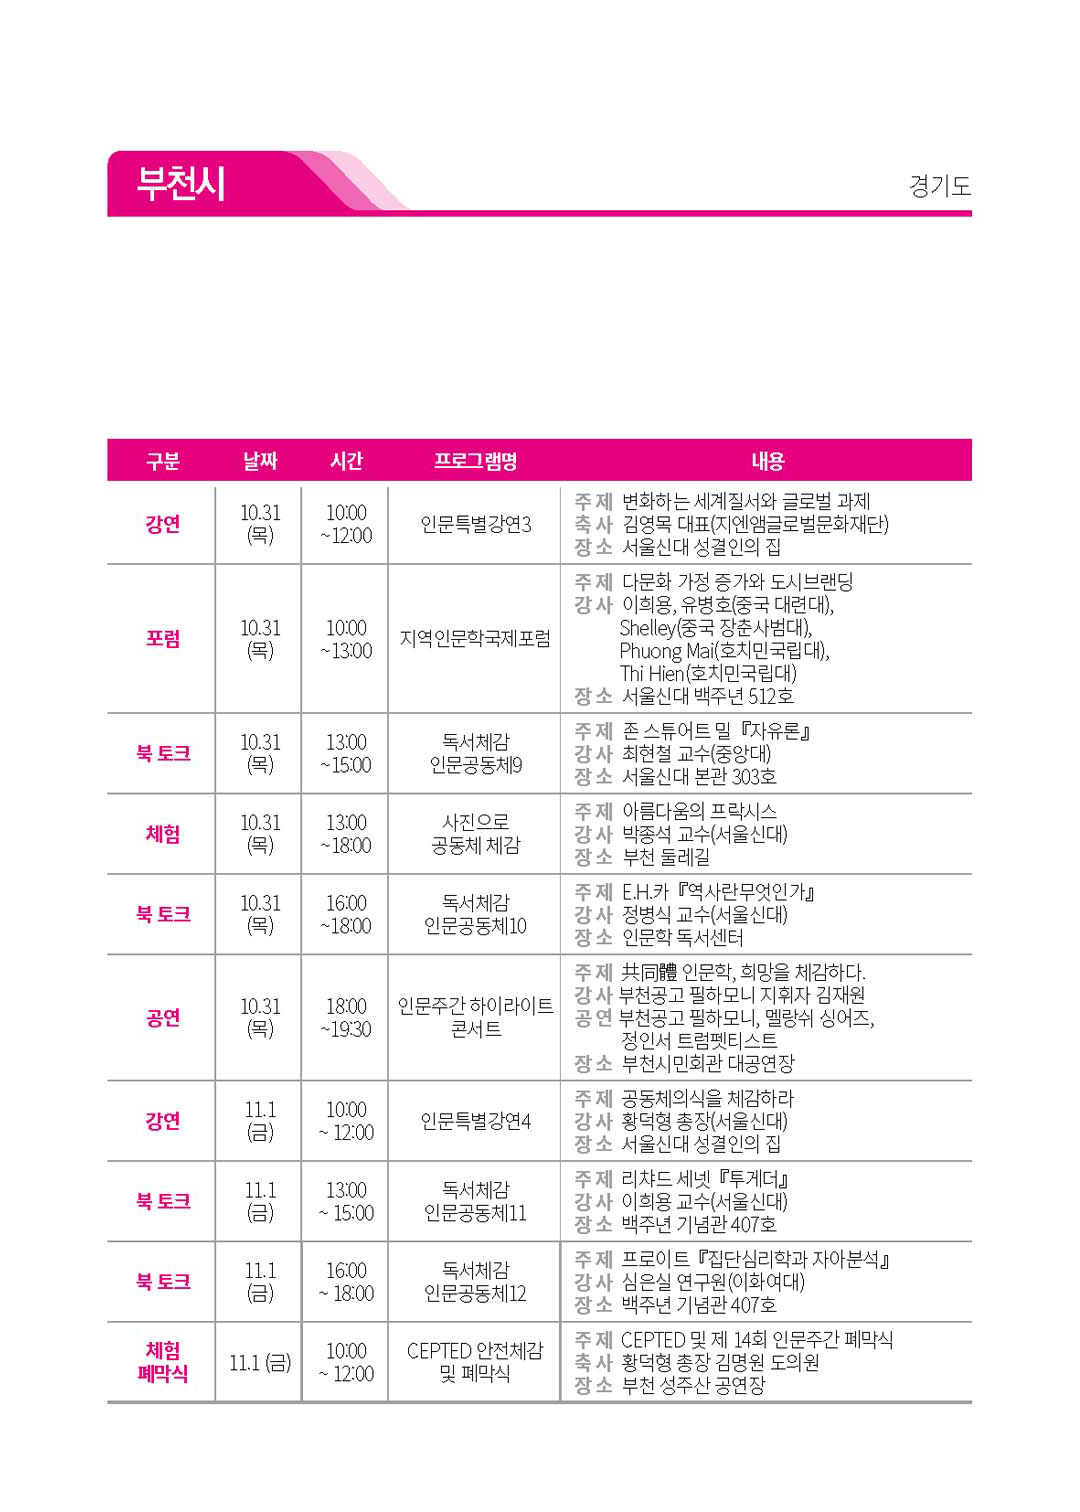 부천시
경기도
구분 날짜 시간 프로그램명 내용
강연
10.31
(목)
10:00
~12:00
인문특별강연3
주 제 변화하는 세계질서와 글로벌 과제
축 사 김영목 대표(지엔앰글로벌문화재단)
장 소 서울신대 성결인의 집
포럼
10.31
(목)
10:00
~13:00
지역인문학국제포럼
주 제 다문화 가정 증가와 도시브랜딩
강 사 이희용, 유병호(중국 대련대),
Shelley(중국 장춘사범대),
Phuong Mai(호치민국립대),
Thi Hien(호치민국립대)
장 소 서울신대 백주년 512호
북 토크
10.31
(목)
13:00
~15:00
독서체감
인문공동체9
주 제 존 스튜어트 밀『자유론』
강 사 최현철 교수(중앙대)
장 소 서울신대 본관 303호
체험
10.31
(목)
13:00
~18:00
사진으로
공동체 체감
주 제 아름다움의 프락시스
강 사 박종석 교수(서울신대)
장 소 부천 둘레길
북 토크
10.31
(목)
16:00
~18:00
독서체감
인문공동체10
주 제 E.H.카『역사란무엇인가』
강 사 정병식 교수(서울신대)
장 소 인문학 독서센터
공연
10.31
(목)
18:00
~19:30
인문주간 하이라이트
콘서트
주 제 共同體 인문학, 희망을 체감하다.
강 사 부천공고 필하모니 지휘자 김재원
공 연 부천공고 필하모니, 멜랑쉬 싱어즈,
정인서 트럼펫티스트
장 소 부천시민회관 대공연장
강연
11.1
(금)
10:00
~ 12:00
인문특별강연4
주 제 공동체의식을 체감하라
강 사 황덕형 총장(서울신대)
장 소 서울신대 성결인의 집
북 토크
11.1
(금)
13:00
~ 15:00
독서체감
인문공동체11
주 제 리챠드 세넷『투게더』
강 사 이희용 교수(서울신대)
장 소 백주년 기념관 407호
북 토크
11.1
(금)
16:00
~ 18:00
독서체감
인문공동체12
주 제 프로이트『집단심리학과 자아분석』
강 사 심은실 연구원(이화여대)
장 소 백주년 기념관 407호
체험
폐막식
11.1 (금)
10:00
~ 12:00
CEPTED 안전체감
및 폐막식
주 제 CEPTED 및 제 14회 인문주간 폐막식
축 사 황덕형 총장 김명원 도의원
장 소 부천 성주산 공연장